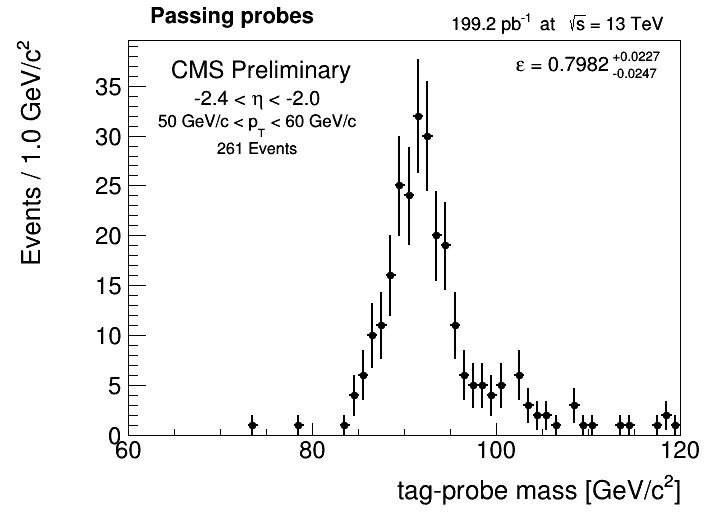 Passing probes
199.2 pb⁻¹ at √s = 13 TeV
CMS Preliminary
ε = 0.7982 +0.0227 -0.0247
-2.4 < η < -2.0
50 GeV/c < p_T < 60 GeV/c
261 Events
Events / 1.0 GeV/c²
35
30
25
20
15
10
5
0
60 80 100 120
tag-probe mass [GeV/c²]